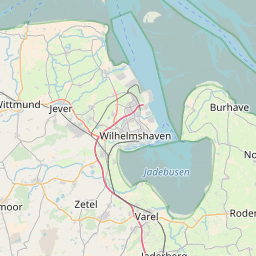 Wittmund
Jever
Burhave
Wilhelmshaven
Jadebusen
No
Zetel
moor
Varel
Roden
Jaderberg